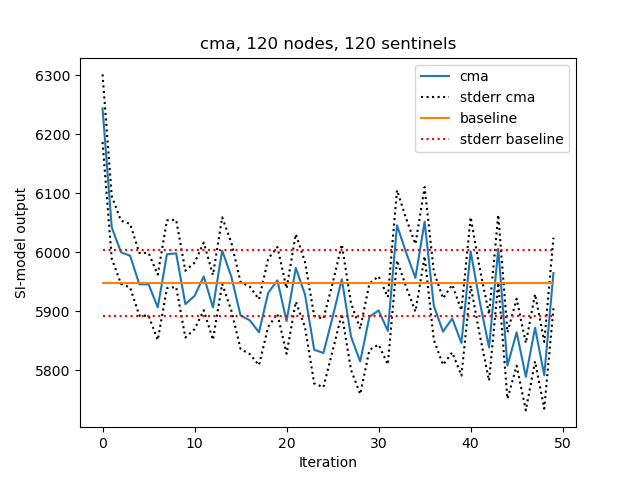 cma, 120 nodes, 120 sentinels
cma
stderr cma
baseline
stderr baseline
6300
6200
6100
6000
5900
5800
SI-model output
0
10
20
30
40
50
Iteration